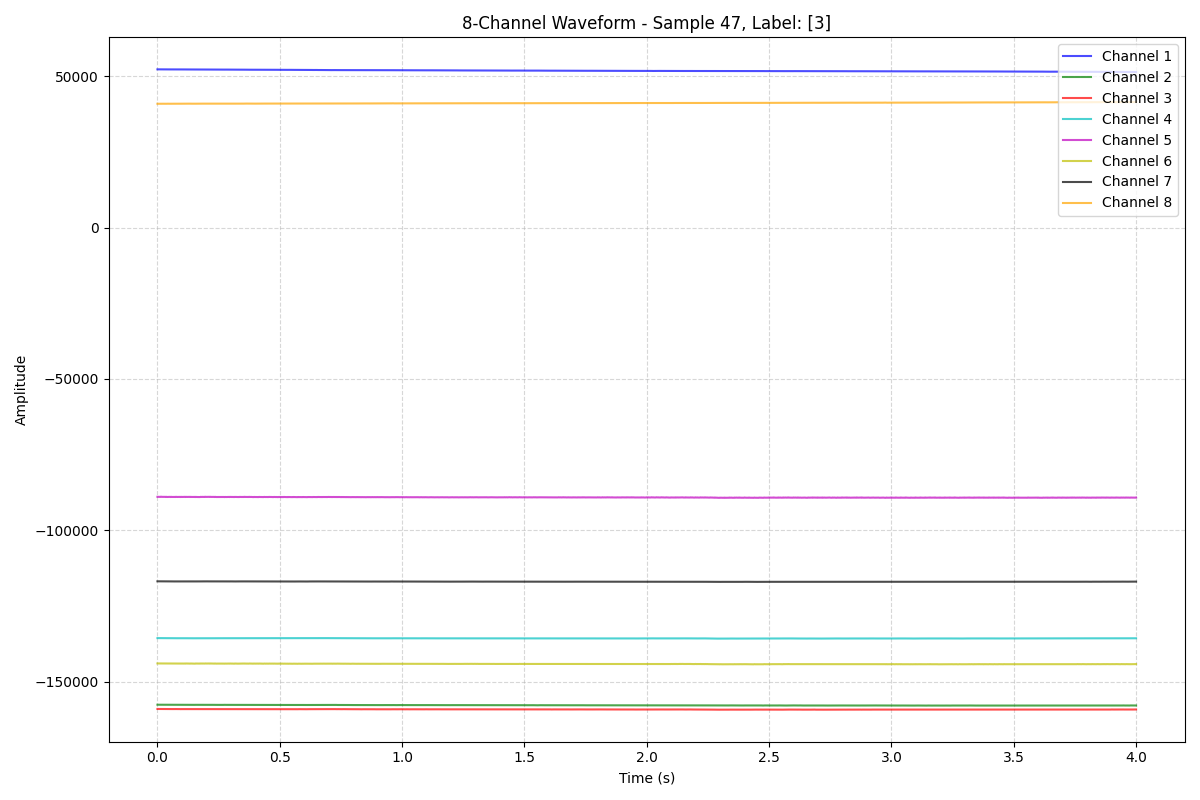 8-Channel Waveform - Sample 47, Label: [3]
Channel 1
Channel 2
Channel 3
Channel 4
Channel 5
Channel 6
Channel 7
Channel 8
50000
0
−50000
−100000
−150000
Amplitude
0.0 0.5 1.0 1.5 2.0 2.5 3.0 3.5 4.0
Time (s)